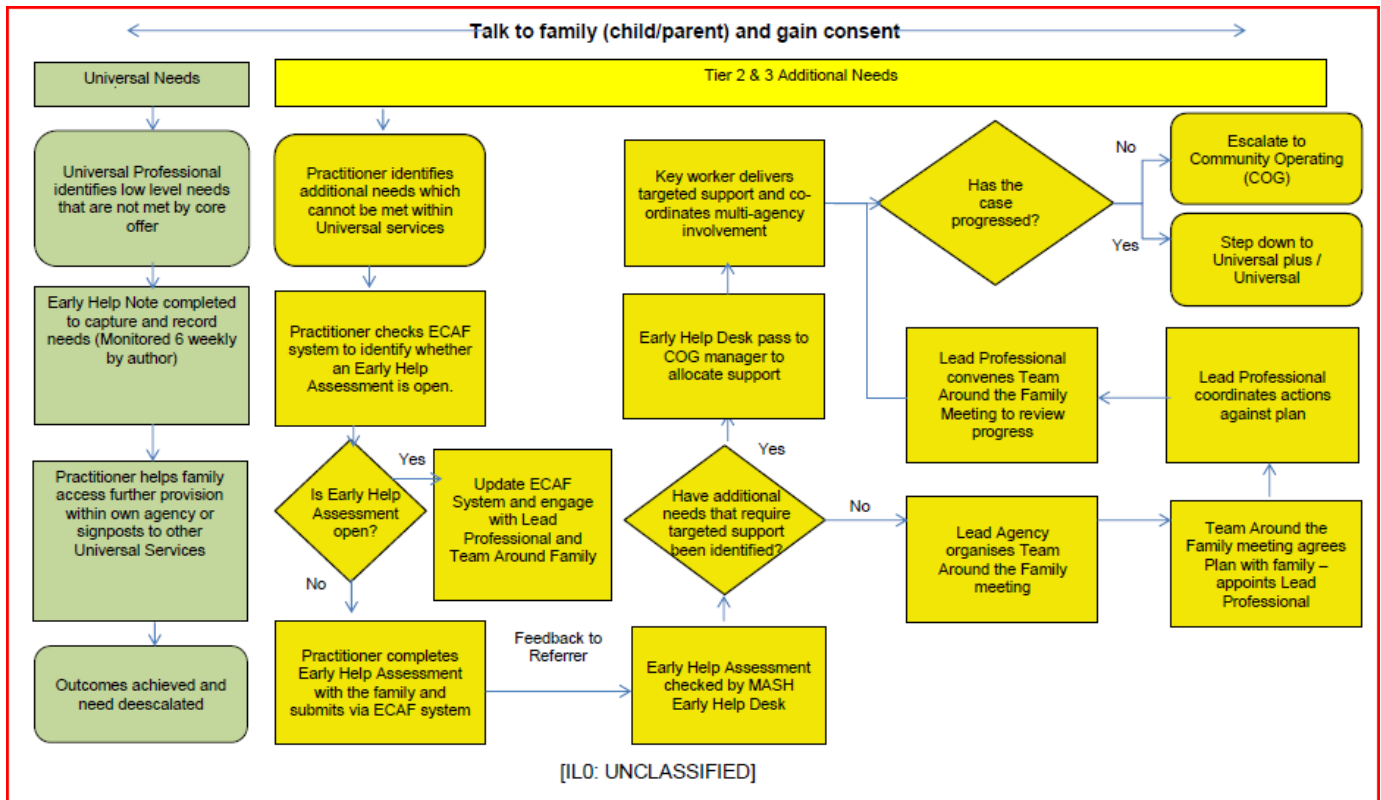 Talk to family (child/parent) and gain consent
Universal Needs
Tier 2 & 3 Additional Needs
Universal Professional
identifies low level needs
that are not met by core
offer
Early Help Note completed
to capture and record
needs (Monitored 6 weekly
by author)
Practitioner helps family
access further provision
within own agency or
signposts to other
Universal Services
Outcomes achieved and
need deescalated
Practitioner identifies
additional needs which
cannot be met within
Universal services
Practitioner checks ECAF
system to identify whether
an Early Help
Assessment is open.
Is Early Help
Assessment
open?
Yes
Update ECAF
System and engage
with Lead
Professional and
Team Around Family
No
Practitioner completes
Early Help Assessment
with the family and
submits via ECAF system
Feedback to
Referrer
Early Help Assessment
checked by MASH
Early Help Desk
Have additional
needs that require
targeted support
been identified?
Yes
Early Help Desk pass to
COG manager to
allocate support
Key worker delivers
targeted support and co-
ordinates multi-agency
involvement
No
Lead Agency
organises Team
Around the Family
meeting
Team Around the
Family meeting agrees
Plan with family –
appoints Lead
Professional
Lead Professional
coordinates actions
against plan
Lead Professional
convenes Team
Around the Family
Meeting to review
progress
Has the
case
progressed?
No
Escalate to
Community Operating
(COG)
Yes
Step down to
Universal plus /
Universal
[IL0: UNCLASSIFIED]